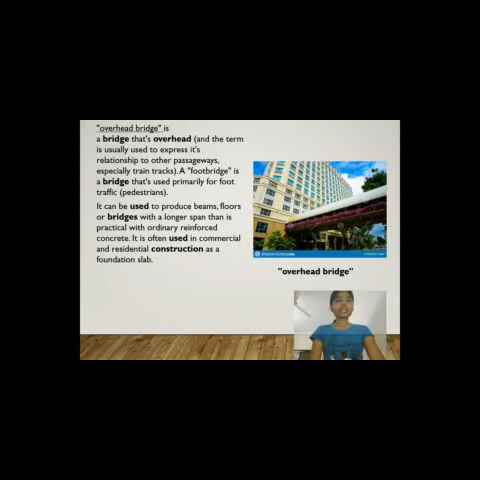 "overhead bridge" is
a bridge that's overhead (and the term
is usually used to express it's
relationship to other passageways,
especially train tracks). A "footbridge" is
a bridge that's used primarily for foot
traffic (pedestrians).
It can be used to produce beams, floors
or bridges with a longer span than is
practical with ordinary reinforced
concrete. It is often used in commercial
and residential construction as a
foundation slab.
"overhead bridge"